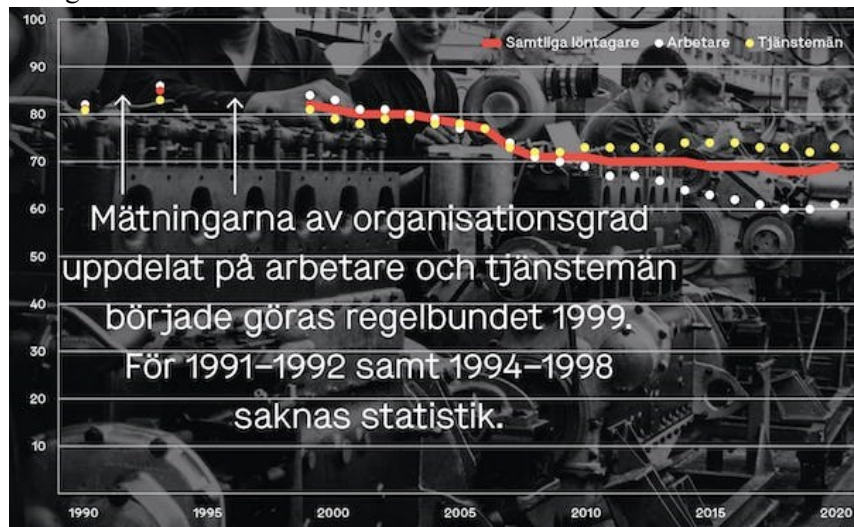 100
Samtliga löntagare Arbetare Tjänstemän
90
80
70
60
Mätningarna av organisationsgrad
50
uppdelat på arbetare och tjänstemän
40
började göras regelbundet 1999.
30
För 1991–1992 samt 1994–1998
20
saknas statistik.
10
1990 1995 2000 2005 2010 2015 2020